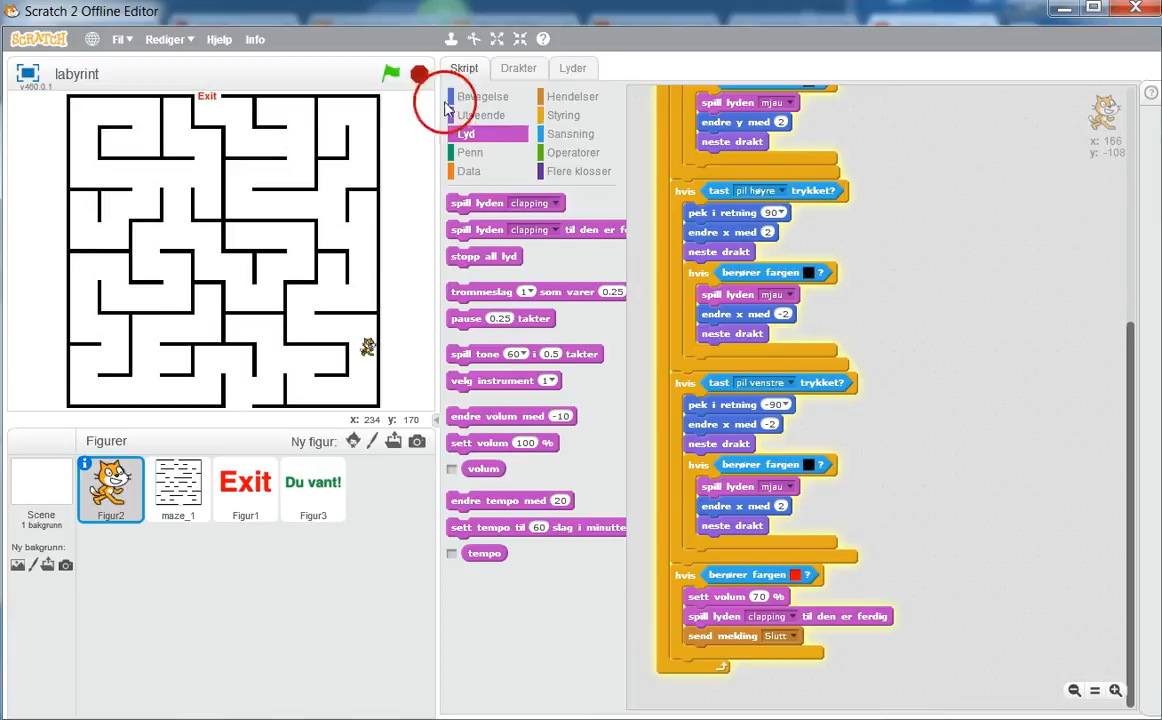 Scratch 2 Offline Editor
SCRATCH Fil Rediger Hjelp Info
labyrint
v460.0.1
Exit
x: 234 y: 170
Figurer Ny figur:
Scene
1 bakgrunn
Ny bakgrunn:
Figur2
maze_1
Exit
Figur1
Du vant!
Figur3
Skript Drakter Lyder
Bevegelse Hendelser
Utseende Styring
Lyd Sansning
Penn Operatorer
Data Flere klosser
spill lyden clapping
spill lyden clapping til den er f
stopp all lyd
trommeslag 1 som varer 0.25
pause 0.25 takter
spill tone 60 i 0.5 takter
velg instrument 1
endre volum med -10
sett volum 100 %
volum
endre tempo med 20
sett tempo til 60 slag i minutte
tempo
spill lyden mjau
endre y med 2
neste drakt
hvis tast pil høyre trykket?
pek i retning 90
endre x med 2
neste drakt
hvis berører fargen ?
spill lyden mjau
endre x med -2
neste drakt
hvis tast pil venstre trykket?
pek i retning -90
endre x med -2
neste drakt
hvis berører fargen ?
spill lyden mjau
endre x med 2
neste drakt
hvis berører fargen ?
sett volum 70 %
spill lyden clapping til den er ferdig
send melding Slutt
x: 166
y: -108